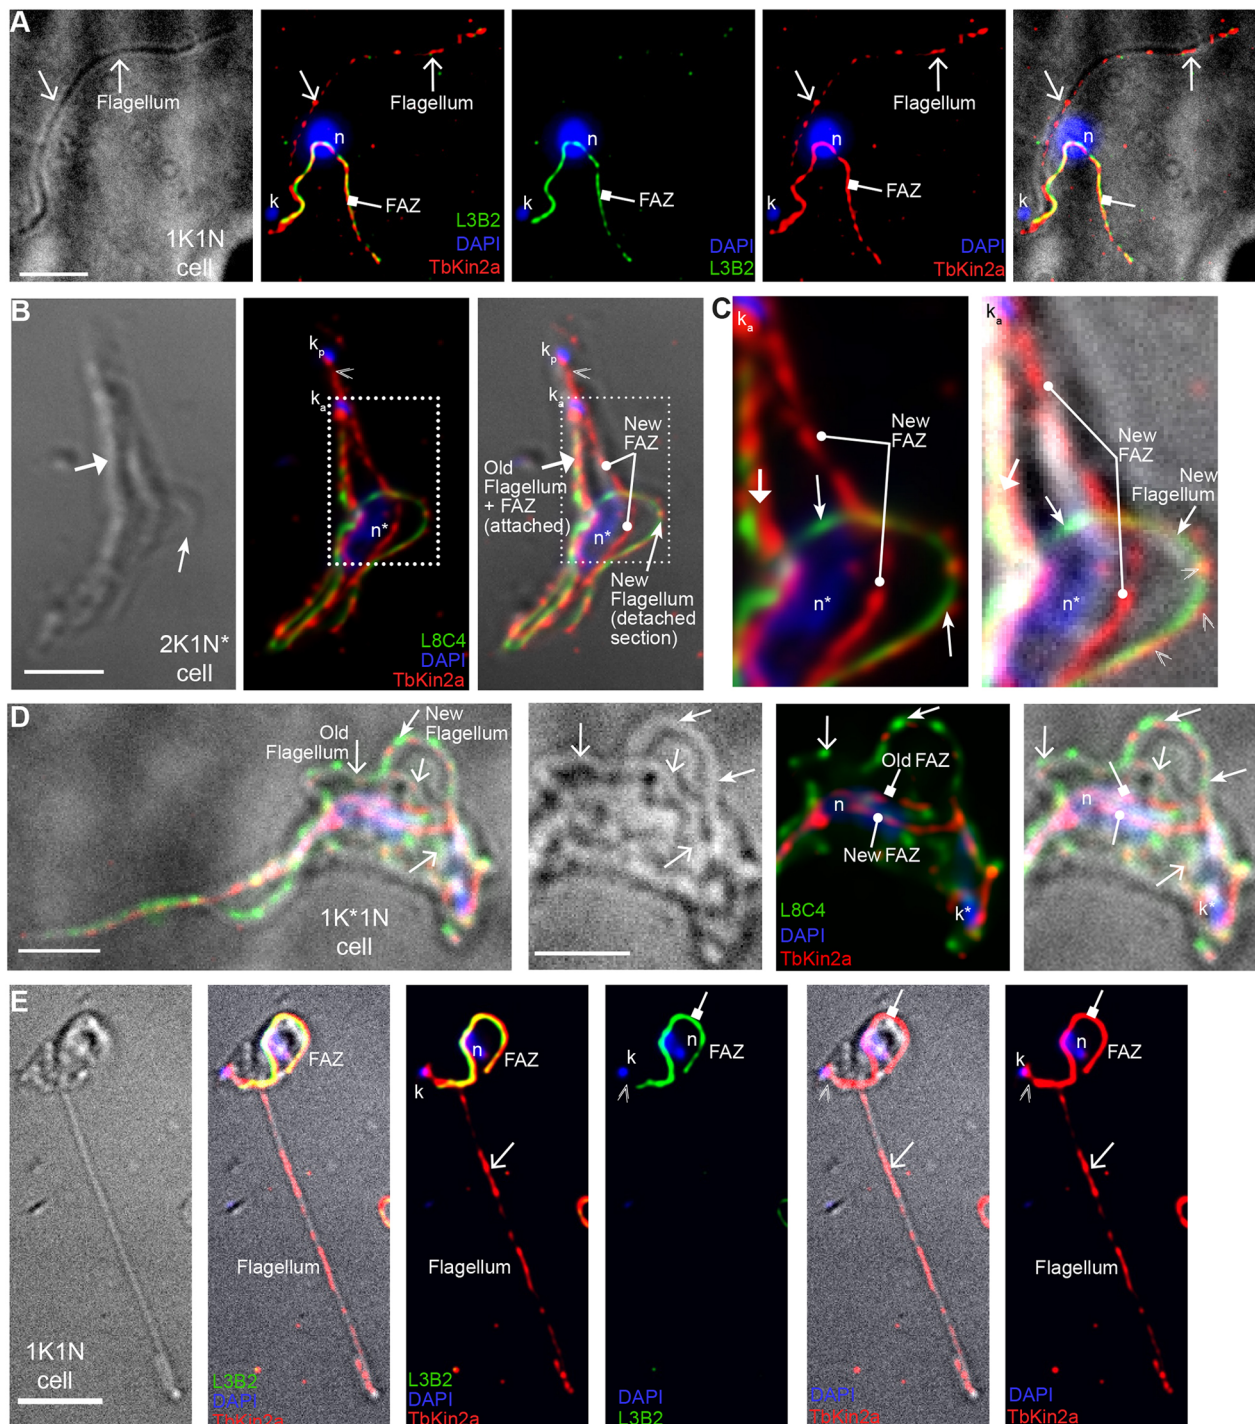 A
Flagellum
1K1N
cell
Flagellum
n
k
FAZ
L3B2
DAPI
TbKin2a
n
k
FAZ
DAPI
L3B2
Flagellum
n
k
FAZ
DAPI
TbKin2a
n
k
B
2K1N*
cell
kp
ka
L8C4
DAPI
TbKin2a
kp
ka
New
FAZ
Old
Flagellum
+ FAZ
(attached)
n*
New
Flagellum
(detached
section)
C
ka
New
FAZ
n*
ka
New
FAZ
New
Flagellum
n*
D
New
Flagellum
Old
Flagellum
1K*1N
cell
Old FAZ
n
New FAZ
k*
L8C4
DAPI
TbKin2a
n
k*
E
1K1N
cell
FAZ
Flagellum
L3B2
DAPI
TbKin2a
n
FAZ
k
Flagellum
L3B2
DAPI
TbKin2a
n
k
FAZ
DAPI
L3B2
DAPI
TbKin2a
n
DAPI
TbKin2a